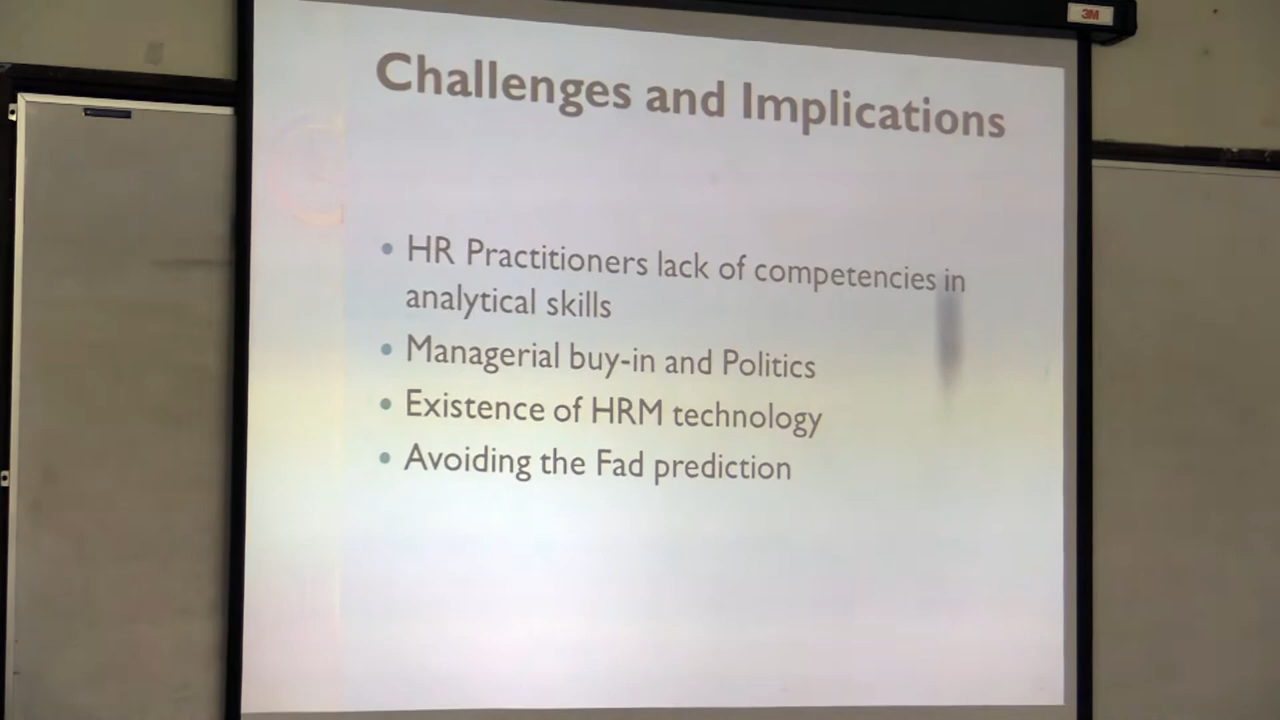 3M
Challenges and Implications
• HR Practitioners lack of competencies in
analytical skills
• Managerial buy-in and Politics
• Existence of HRM technology
• Avoiding the Fad prediction